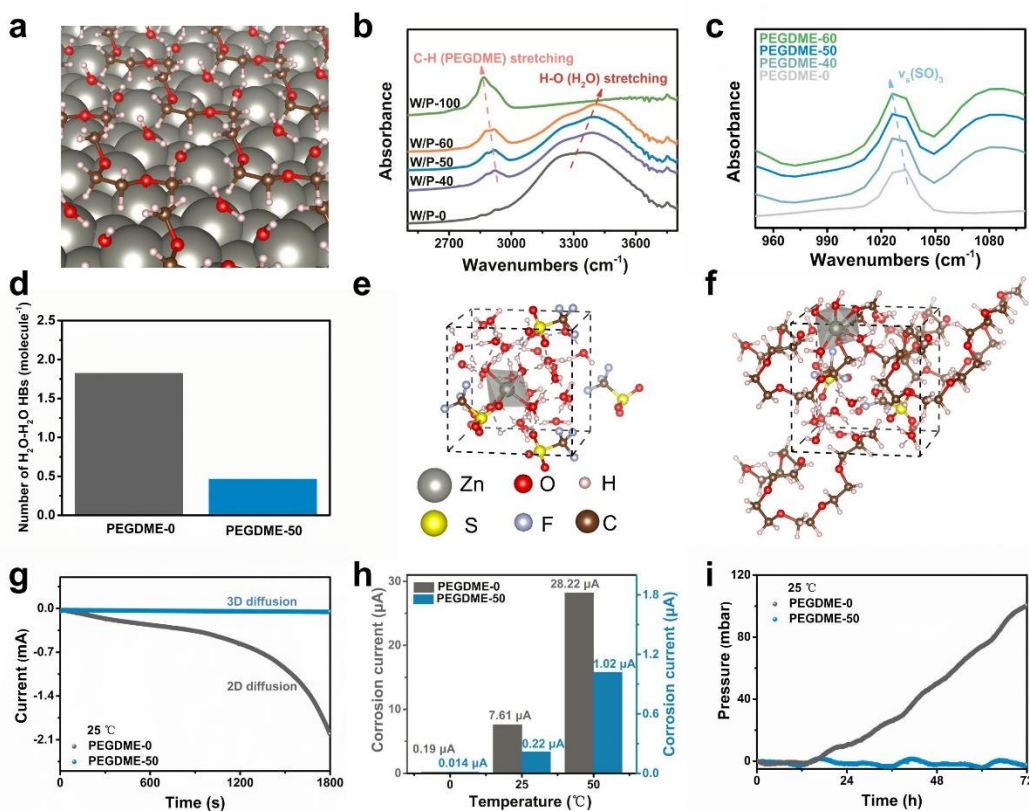 a
b
C-H (PEGDME) stretching
H-O (H₂O) stretching
W/P-100
W/P-60
W/P-50
W/P-40
W/P-0
Absorbance
2700 3000 3300 3600
Wavenumbers (cm⁻¹)
c
PEGDME-60
PEGDME-50
PEGDME-40
PEGDME-0
νₛ(SO)₃
Absorbance
960 990 1020 1050 1080
Wavenumbers (cm⁻¹)
d
Number of H₂O-H₂O HBs (molecule⁻¹)
2.5
2.0
1.5
1.0
0.5
0.0
PEGDME-0 PEGDME-50
e
Zn O H
S F C
f
g
Current (mA)
0.0
-0.7
-1.4
-2.1
3D diffusion
2D diffusion
25 ℃
PEGDME-0
PEGDME-50
0 600 1200 1800
Time (s)
h
PEGDME-0
PEGDME-50
Corrosion current (μA)
30
20
10
0
0.19 μA
0.014 μA
7.61 μA
0.22 μA
28.22 μA
1.02 μA
1.8
1.2
0.6
0.0
Corrosion current (μA)
0 25 50
Temperature (℃)
i
25 ℃
PEGDME-0
PEGDME-50
Pressure (mbar)
120
80
40
0
0 24 48 72
Time (h)